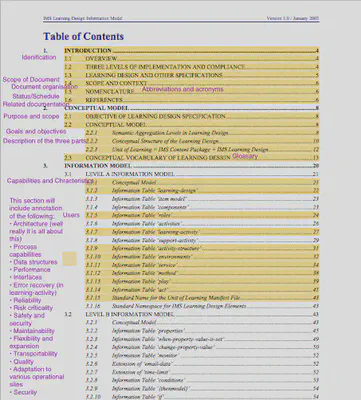 IMS Learning Design Information Model Version 1.0 / January 2003
Table of Contents
1. INTRODUCTION 4
Identification
1.1 OVERVIEW 4
1.2 THREE LEVELS OF IMPLEMENTATION AND COMPLIANCE 4
1.3 LEARNING DESIGN AND OTHER SPECIFICATIONS 5
Scope of Document
1.4 SCOPE AND CONTEXT 6
Document organisation
1.5 NOMENCLATURE 6
Abbreviations and acronyms
Status/Schedule
1.6 REFERENCES 6
Related documentation
2. CONCEPTUAL MODEL 8
Purpose and scope
2.1 OBJECTIVE OF LEARNING DESIGN SPECIFICATION 8
2.2 CONCEPTUAL MODEL 8
Goals and objectives
2.2.1 Semantic Aggregation Levels in Learning Design 9
Description of the three parts
2.2.2 Conceptual Structure of the Learning Design 10
2.2.3 Unit of Learning = IMS Content Package + IMS Learning Design 12
2.3 CONCEPTUAL VOCABULARY OF LEARNING DESIGN 13
Glossary
3. INFORMATION MODEL 20
3.1 LEVEL A INFORMATION MODEL 21
Capabilities and Chracteristics
3.1.1 Conceptual Model 21
3.1.2 Information Table 'learning-design' 22
3.1.3 Information Table 'item model' 23
3.1.4 Information Table 'components' 23
3.1.5 Information Table 'roles' 24
Users
3.1.6 Information Table 'activities' 26
3.1.7 Information Table 'learning-activity' 27
3.1.8 Information Table 'support-activity' 29
3.1.9 Information Table 'activity-structure'
3.1.10 Information Table 'environments' 32
3.1.11 Information Table 'service' 34
3.1.12 Information Table 'method' 38
3.1.13 Information Table 'play' 39
3.1.14 Information Table 'act' 41
3.1.15 Standard Name for the Unit of Learning Manifest File
3.1.16 Standard Namespace for IMS Learning Design Elements
3.2 LEVEL B INFORMATION MODEL 43
3.2.1 Conceptual Model 43
3.2.2 Information Table 'properties' 45
3.2.3 Information Table 'when-property-value-is-set' 49
3.2.4 Information Table 'change-property-value' 50
3.2.5 Information Table 'monitor' 52
3.2.6 Extension of 'email-data' 52
3.2.7 Extension of 'time-limit' 52
3.2.8 Information Table 'conditions' 53
3.2.9 Information Table
3.2.10 Information Table 'if' 54
This section will
include annotation
of the following:
• Architecture (well
really it is all about
this)
• Process
capabilities
• Data structures
• Performance
• Interfaces
• Error recovery (in
learning-activity)
• Reliability
• Risk criticality
• Safety and
security
• Maintainability
• Flexibility and
expansion
• Transportability
• Quality
• Adaptation to
various operational
sites
• Security